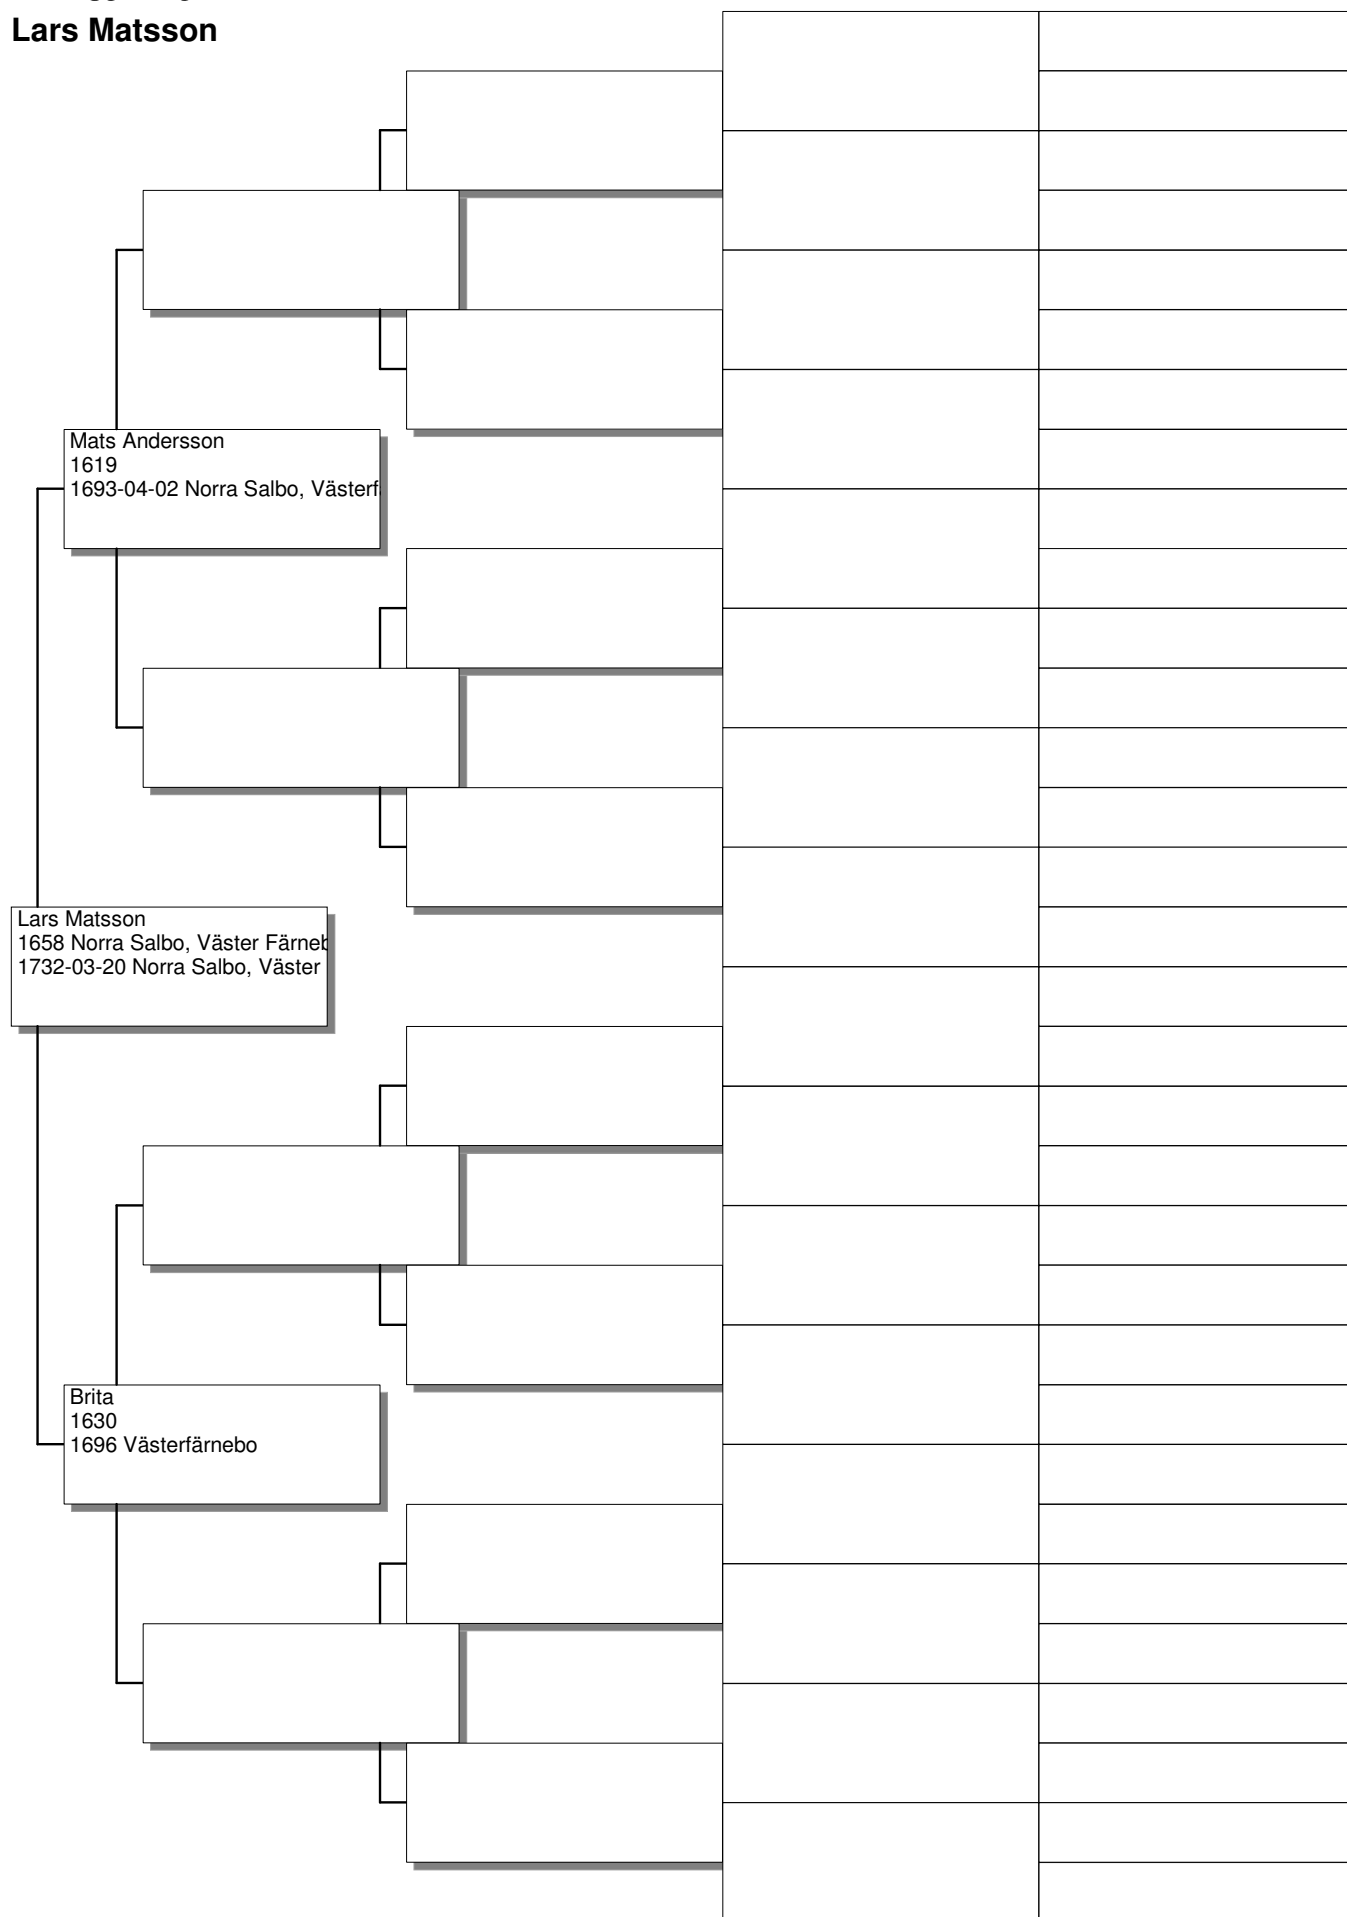 Lars Matsson
Mats Andersson
1619
1693-04-02 Norra Salbo, Västerf
Lars Matsson
1658 Norra Salbo, Väster Färneb
1732-03-20 Norra Salbo, Väster
Brita
1630
1696 Västerfärnebo